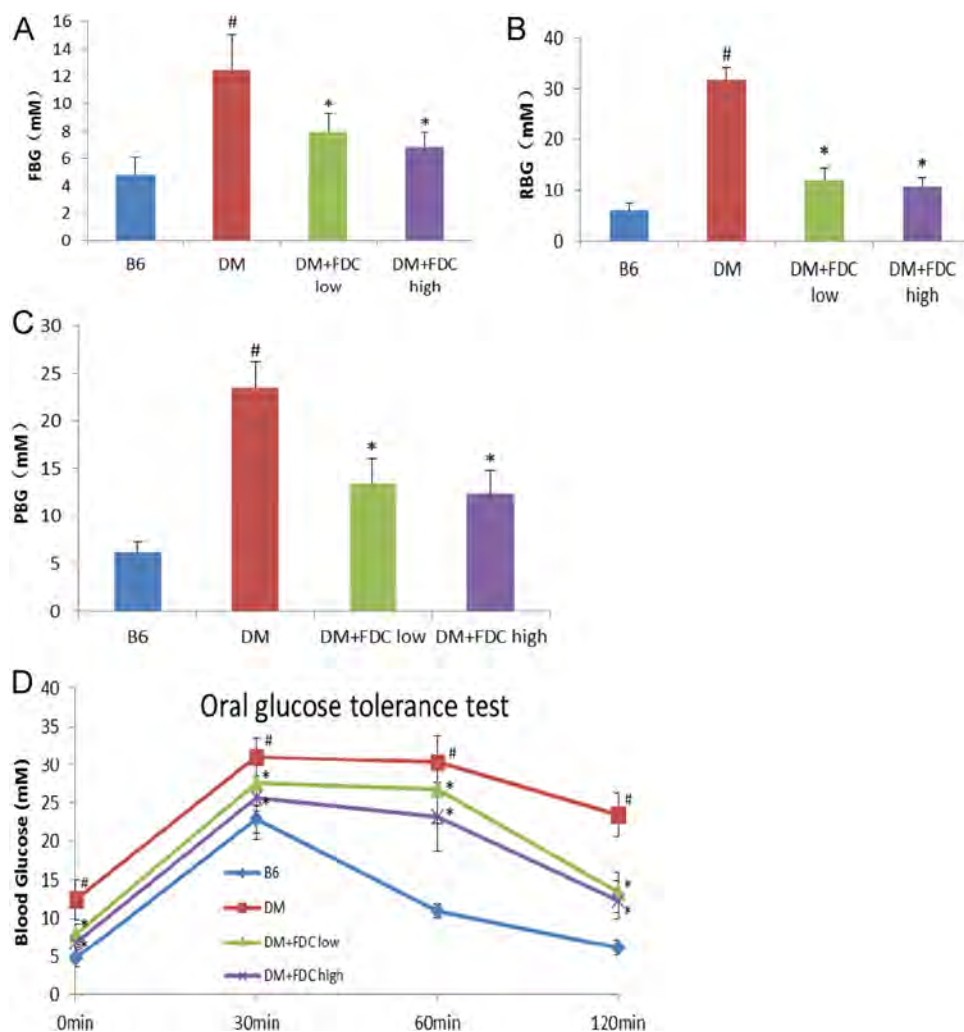 A
FBG (mM)
16
14
12
10
8
6
4
2
0
#
*
*
B6
DM
DM+FDC
low
DM+FDC
high
B
RBG (mM)
40
30
20
10
0
#
*
*
B6
DM
DM+FDC
low
DM+FDC
high
C
PBG (mM)
30
25
20
15
10
5
0
#
*
*
B6
DM
DM+FDC low
DM+FDC high
D
Oral glucose tolerance test
Blood Glucose (mM)
40
35
30
25
20
15
10
5
0
#
*
*
#
*
*
#
*
*
#
*
*
B6
DM
DM+FDC low
DM+FDC high
0min
30min
60min
120min